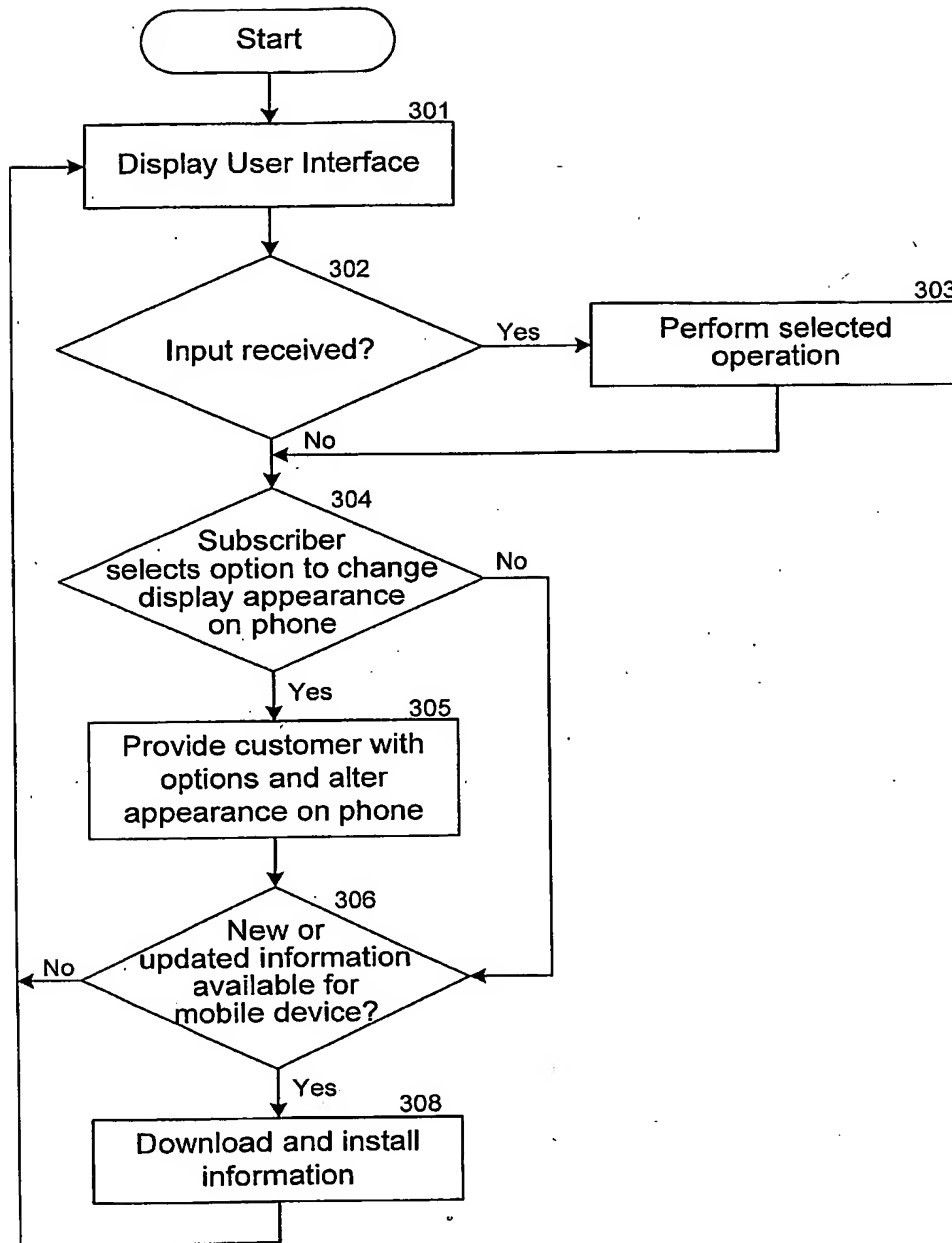 Start
301
Display User Interface
302
Input received?
Yes
303
Perform selected
operation
No
304
Subscriber
selects option to change
display appearance
on phone
No
Yes
305
Provide customer with
options and alter
appearance on phone
306
New or
updated information
available for
mobile device?
No
Yes
308
Download and install
information